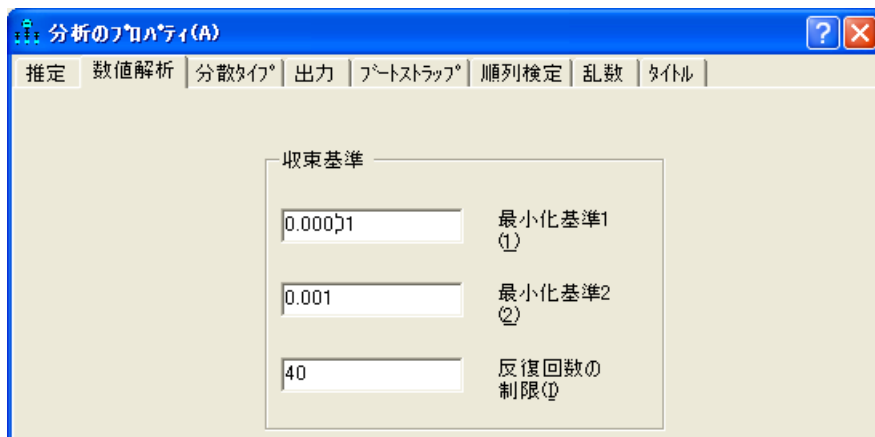 分析のﾌﾟﾛﾊﾟﾃｨ(A)
推定 数値解析 分散ﾀｲﾌﾟ 出力 ﾌﾞｰﾄｽﾄﾗｯﾌﾟ 順列検定 乱数 ﾀｲﾄﾙ
収束基準
0.00001 最小化基準1
(1)
0.001 最小化基準2
(2)
40 反復回数の
制限(I)